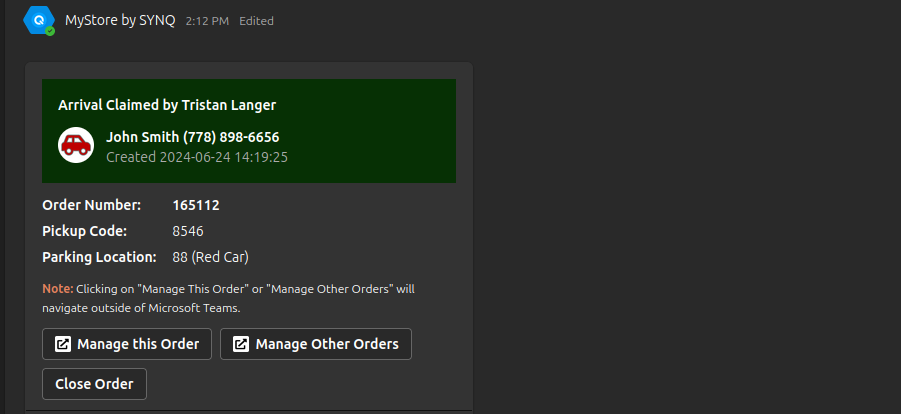 MyStore by SYNQ 2:12 PM Edited
Arrival Claimed by Tristan Langer
John Smith (778) 898-6656
Created 2024-06-24 14:19:25
Order Number: 165112
Pickup Code: 8546
Parking Location: 88 (Red Car)
Note: Clicking on "Manage This Order" or "Manage Other Orders" will
navigate outside of Microsoft Teams.
Manage this Order Manage Other Orders
Close Order